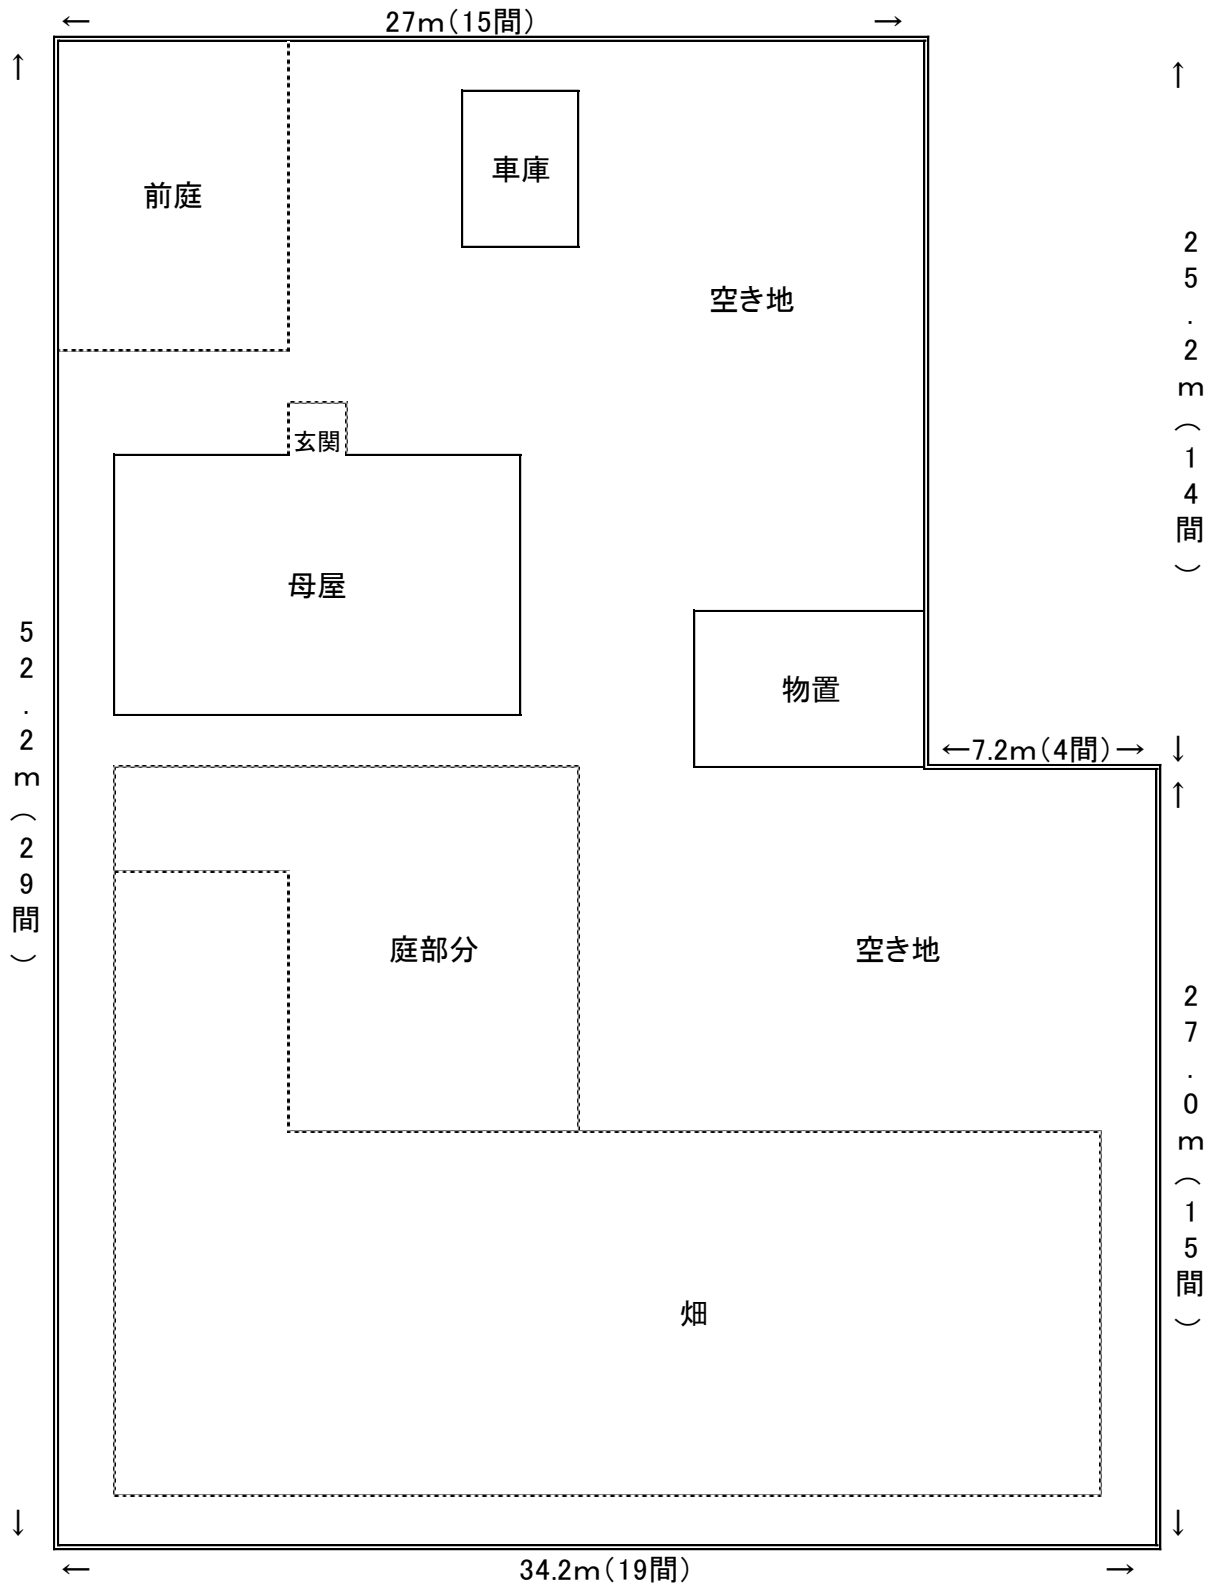 ← 27m(15間) →
前庭
車庫
空き地
玄関
母屋
物置
←7.2m(4間)→
庭部分
空き地
畑
↑52.2m(29間)↓
↑25.2m(14間)↓
↑27.0m(15間)↓
← 34.2m(19間) →